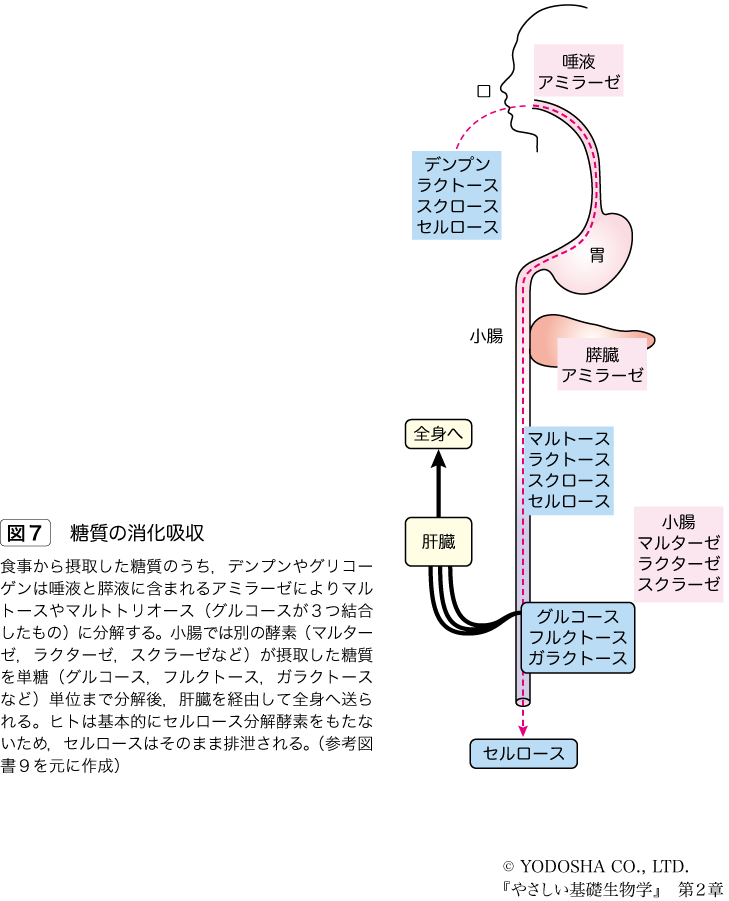 唾液
アミラーゼ
口
デンプン
ラクトース
スクロース
セルロース
胃
小腸
膵臓
アミラーゼ
全身へ
マルトース
ラクトース
スクロース
セルロース
肝臓
小腸
マルターゼ
ラクターゼ
スクラーゼ
グルコース
フルクトース
ガラクトース
セルロース
図7 糖質の消化吸収
食事から摂取した糖質のうち，デンプンやグリコー
ゲンは唾液と膵液に含まれるアミラーゼによりマル
トースやマルトトリオース（グルコースが３つ結合
したもの）に分解する。小腸では別の酵素（マルター
ゼ，ラクターゼ，スクラーゼなど）が摂取した糖質
を単糖（グルコース，フルクトース，ガラクトース
など）単位まで分解後，肝臓を経由して全身へ送ら
れる。ヒトは基本的にセルロース分解酵素をもたな
いため，セルロースはそのまま排泄される。（参考図
書９を元に作成）
© YODOSHA CO., LTD.
『やさしい基礎生物学』 第２章